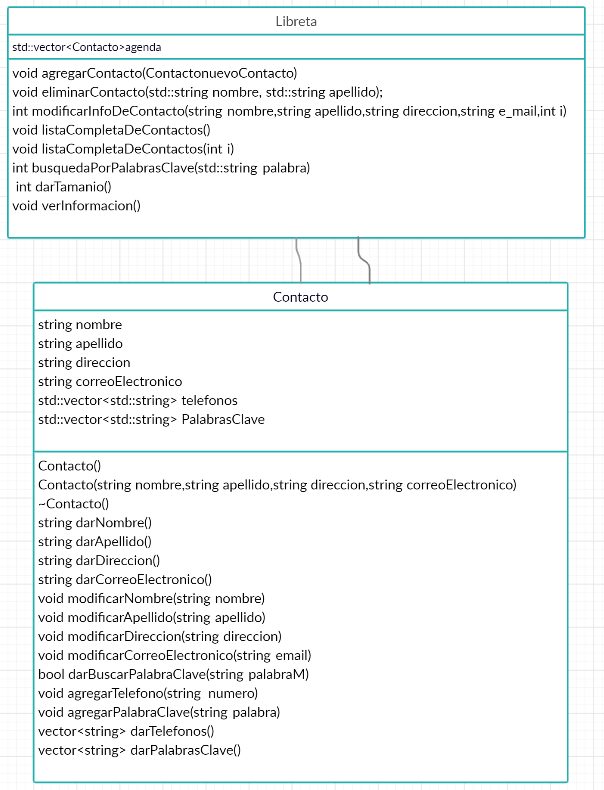 Libreta
std::vector<Contacto>agenda
void agregarContacto(ContactonuevoContacto)
void eliminarContacto(std::string nombre, std::string apellido);
int modificarInfoDeContacto(string nombre,string apellido,string direccion,string e_mail,int i)
void listaCompletaDeContactos()
void listaCompletaDeContactos(int i)
int busquedaPorPalabrasClave(std::string palabra)
int darTamanio()
void verInformacion()
Contacto
string nombre
string apellido
string direccion
string correoElectronico
std::vector<std::string> telefonos
std::vector<std::string> PalabrasClave
Contacto()
Contacto(string nombre,string apellido,string direccion,string correoElectronico)
~Contacto()
string darNombre()
string darApellido()
string darDireccion()
string darCorreoElectronico()
void modificarNombre(string nombre)
void modificarApellido(string apellido)
void modificarDireccion(string direccion)
void modificarCorreoElectronico(string email)
bool darBuscarPalabraClave(string palabraM)
void agregarTelefono(string numero)
void agregarPalabraClave(string palabra)
vector<string> darTelefonos()
vector<string> darPalabrasClave()